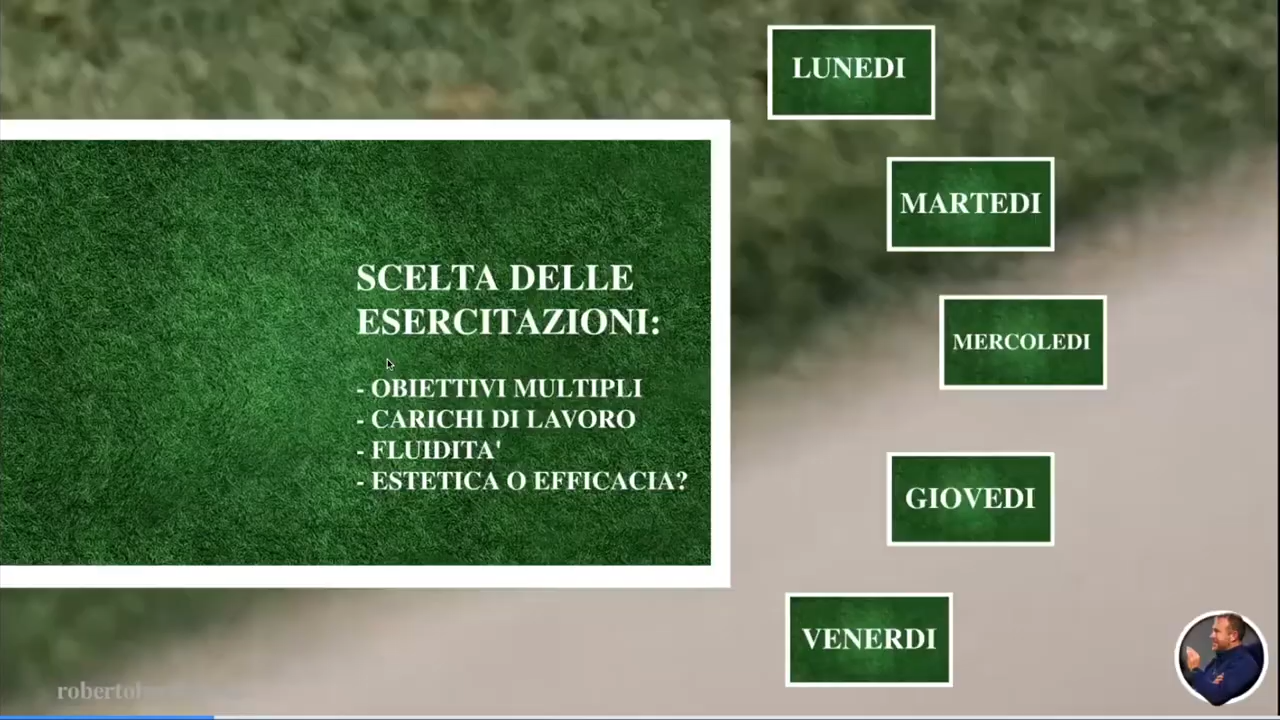 LUNEDI
MARTEDI
SCELTA DELLE
ESERCITAZIONI:
- OBIETTIVI MULTIPLI
- CARICHI DI LAVORO
- FLUIDITA'
- ESTETICA O EFFICACIA?
MERCOLEDI
GIOVEDI
VENERDI